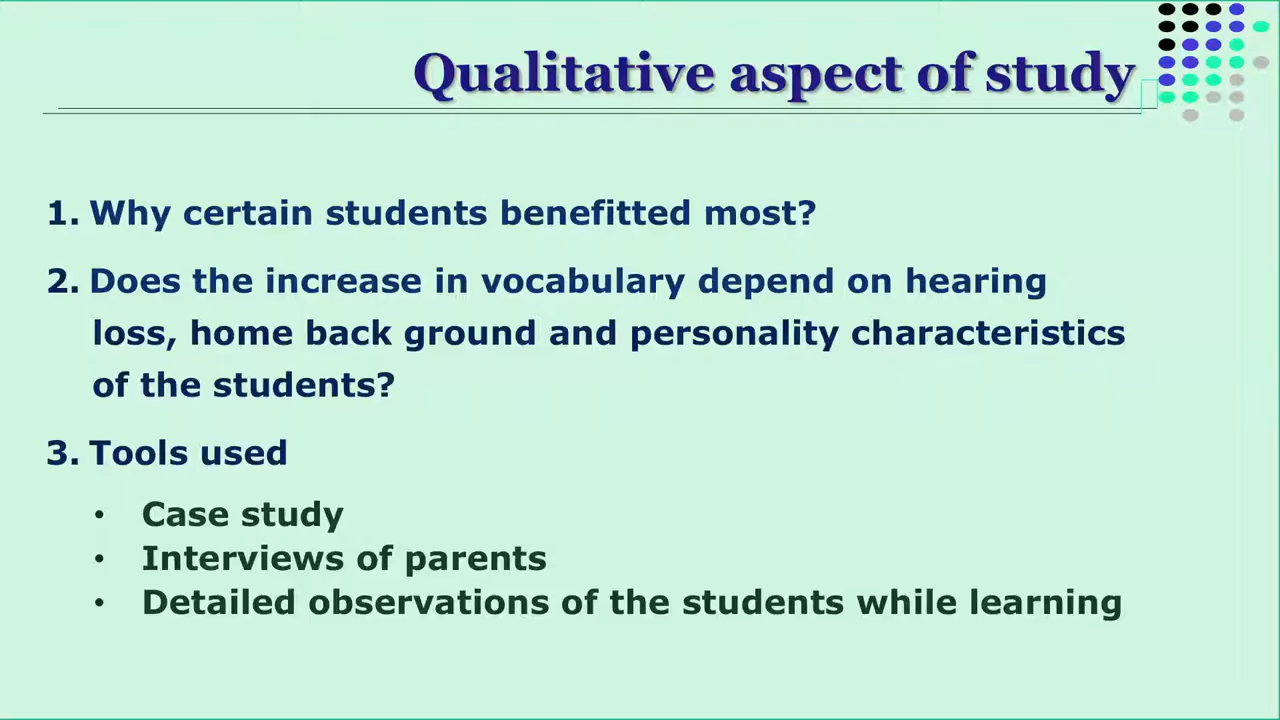 Qualitative aspect of study
1. Why certain students benefitted most?
2. Does the increase in vocabulary depend on hearing
loss, home back ground and personality characteristics
of the students?
3. Tools used
• Case study
• Interviews of parents
• Detailed observations of the students while learning